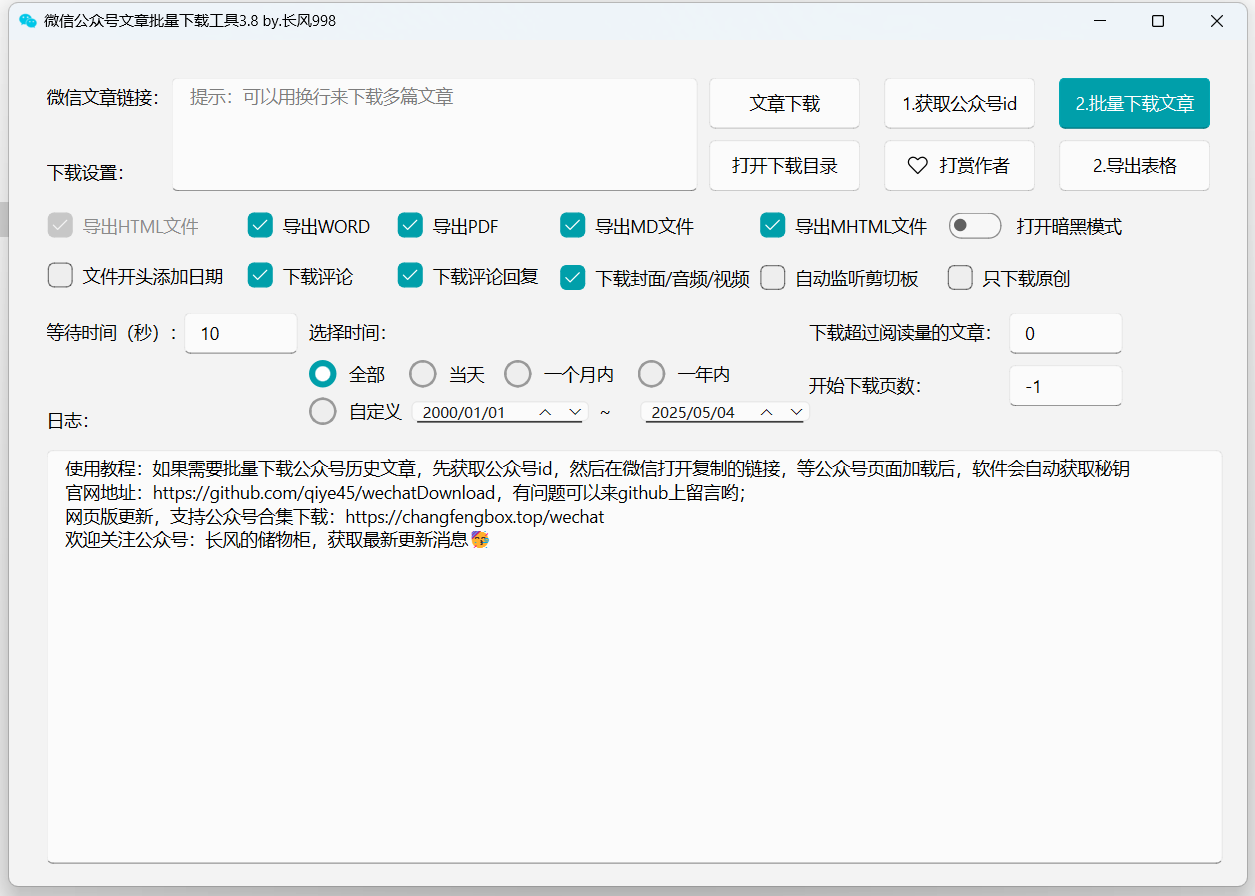 微信公众号文章批量下载工具3.8 by.长风998
微信文章链接：
提示：可以用换行来下载多篇文章
文章下载
1.获取公众号id
2.批量下载文章
下载设置：
打开下载目录
打赏作者
2.导出表格
导出HTML文件
导出WORD
导出PDF
导出MD文件
导出MHTML文件
打开暗黑模式
文件开头添加日期
下载评论
下载评论回复
下载封面/音频/视频
自动监听剪切板
只下载原创
等待时间（秒）：
10
选择时间：
下载超过阅读量的文章：
0
全部
当天
一个月内
一年内
开始下载页数：
-1
自定义
2000/01/01
~
2025/05/04
日志：
使用教程：如果需要批量下载公众号历史文章，先获取公众号id，然后在微信打开复制的链接，等公众号页面加载后，软件会自动获取秘钥
官网地址：https://github.com/qiye45/wechatDownload，有问题可以来github上留言哟；
网页版更新，支持公众号合集下载：https://changfengbox.top/wechat
欢迎关注公众号：长风的储物柜，获取最新更新消息🥳